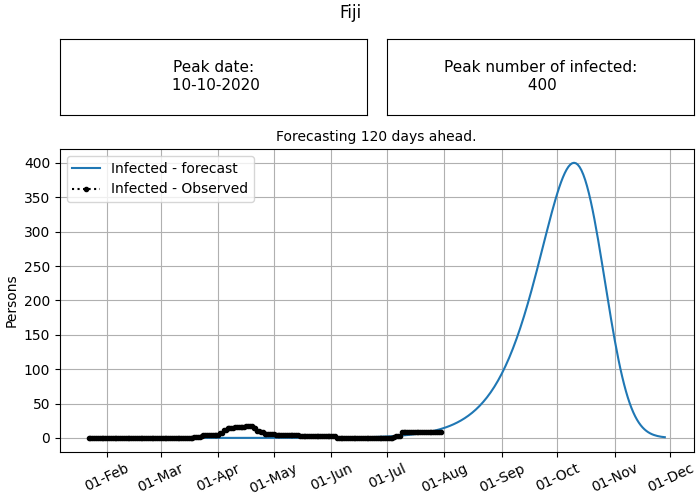 Fiji
Peak date:
10-10-2020
Peak number of infected:
400
Forecasting 120 days ahead.
Infected - forecast
Infected - Observed
Persons
400
350
300
250
200
150
100
50
0
01-Feb
01-Mar
01-Apr
01-May
01-Jun
01-Jul
01-Aug
01-Sep
01-Oct
01-Nov
01-Dec